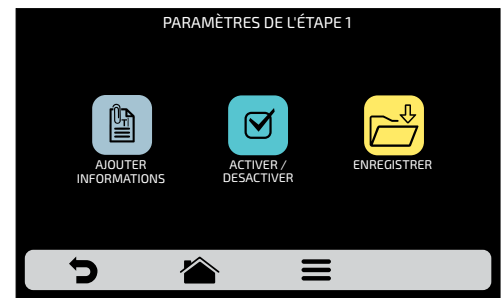 PARAMÈTRES DE L'ÉTAPE 1
AJOUTER
INFORMATIONS
ACTIVER /
DESACTIVER
ENREGISTRER